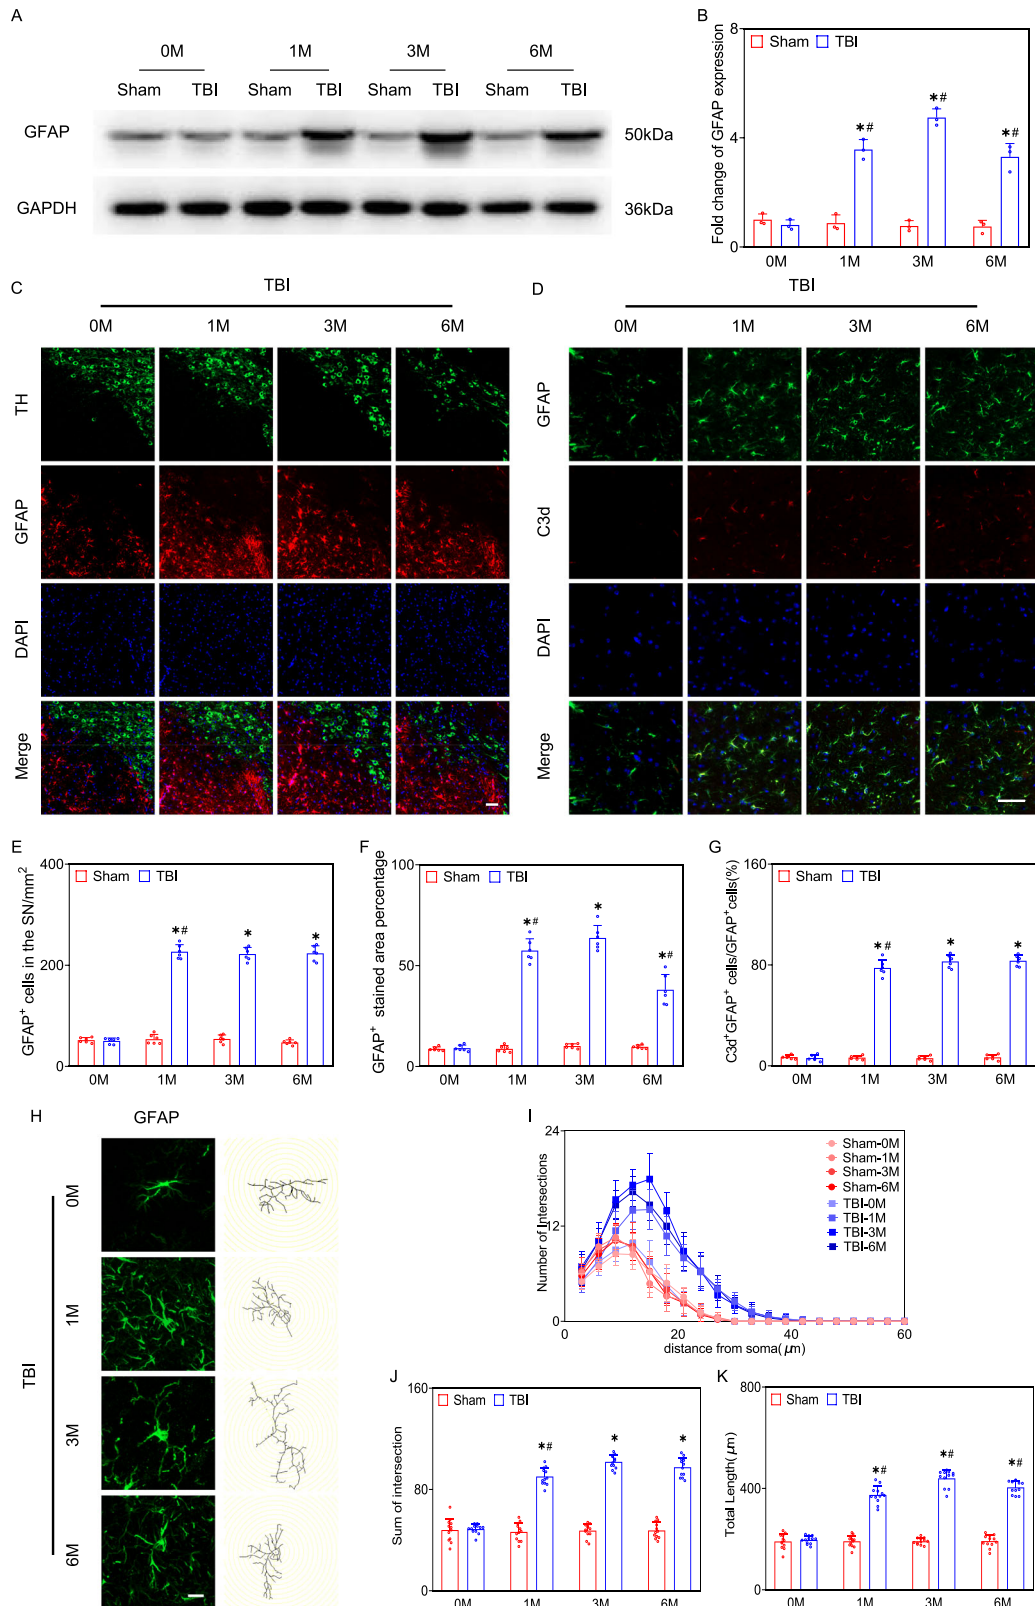 A
0M 1M 3M 6M
Sham TBI Sham TBI Sham TBI Sham TBI
GFAP 50kDa
GAPDH 36kDa
B
Sham TBI
Fold change of GFAP expression
8
4
0
*# *# *#
0M 1M 3M 6M
C
TBI
0M 1M 3M 6M
TH
GFAP
DAPI
Merge
D
TBI
0M 1M 3M 6M
GFAP
C3d
DAPI
Merge
E
Sham TBI
GFAP⁺ cells in the SN/mm²
400
200
0
*# * *
0M 1M 3M 6M
F
Sham TBI
GFAP⁺ stained area percentage
100
50
0
*# * *#
0M 1M 3M 6M
G
Sham TBI
C3d⁺GFAP⁺ cells/GFAP⁺cells(%)
160
80
0
*# * *
0M 1M 3M 6M
H
GFAP
TBI
0M
1M
3M
6M
I
Number of Intersections
24
12
0
Sham-0M
Sham-1M
Sham-3M
Sham-6M
TBI-0M
TBI-1M
TBI-3M
TBI-6M
0 20 40 60
distance from soma(μm)
J
Sham TBI
Sum of intersection
160
80
0
*# * *
0M 1M 3M 6M
K
Sham TBI
Total Length(μm)
800
400
0
*# *# *#
0M 1M 3M 6M